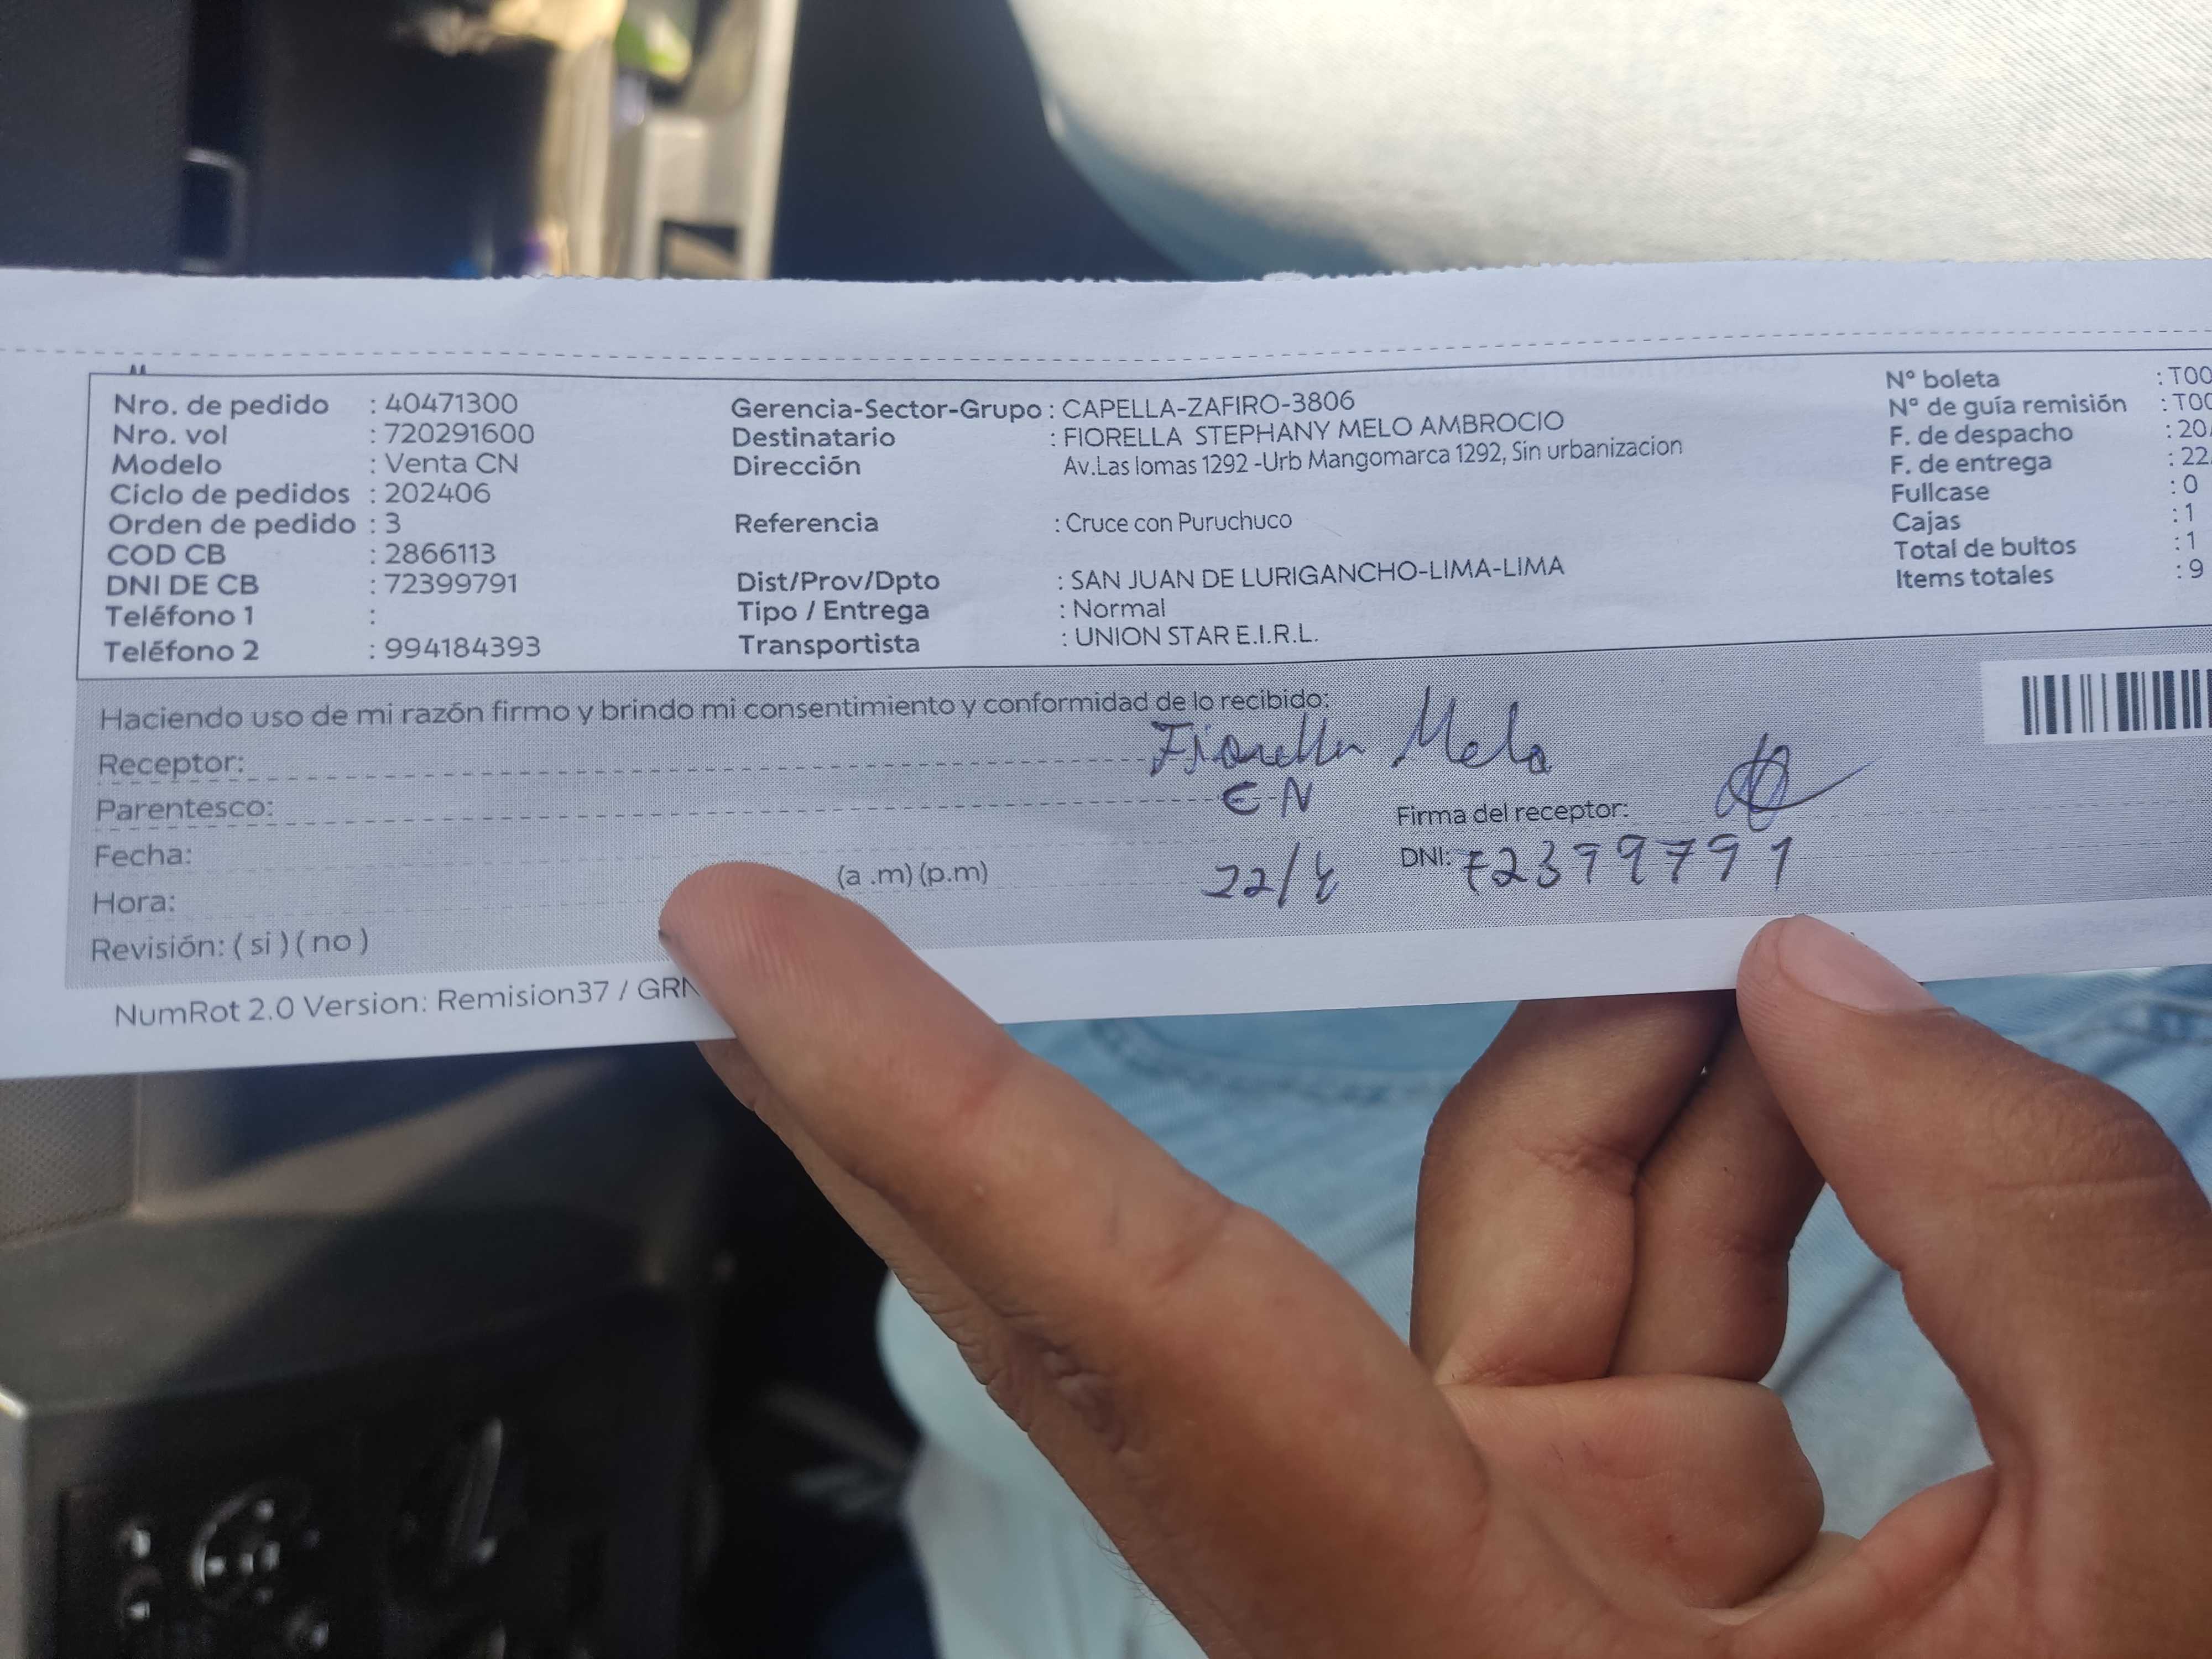 Nro. de pedido : 40471300
Nro. vol : 720291600
Modelo : Venta CN
Ciclo de pedidos : 202406
Orden de pedido : 3
COD CB : 2866113
DNI DE CB : 72399791
Teléfono 1 :
Teléfono 2 : 994184393
Gerencia-Sector-Grupo : CAPELLA-ZAFIRO-3806
Destinatario : FIORELLA STEPHANY MELO AMBROCIO
Dirección Av.Las lomas 1292 -Urb Mangomarca 1292, Sin urbanizacion
Referencia : Cruce con Puruchuco
Dist/Prov/Dpto : SAN JUAN DE LURIGANCHO-LIMA-LIMA
Tipo / Entrega : Normal
Transportista : UNION STAR E.I.R.L.
N° boleta : T00
N° de guía remisión : T00
F. de despacho : 20
F. de entrega : 22
Fullcase : 0
Cajas : 1
Total de bultos : 1
Items totales : 9
Haciendo uso de mi razón firmo y brindo mi consentimiento y conformidad de lo recibido:
Receptor: Fiorella Melo
Parentesco: CN
Firma del receptor:
Fecha: 22/4
DNI: 72399791
Hora: (a .m) (p.m)
Revisión: ( si ) ( no )
NumRot 2.0 Version: Remision37 / GRN